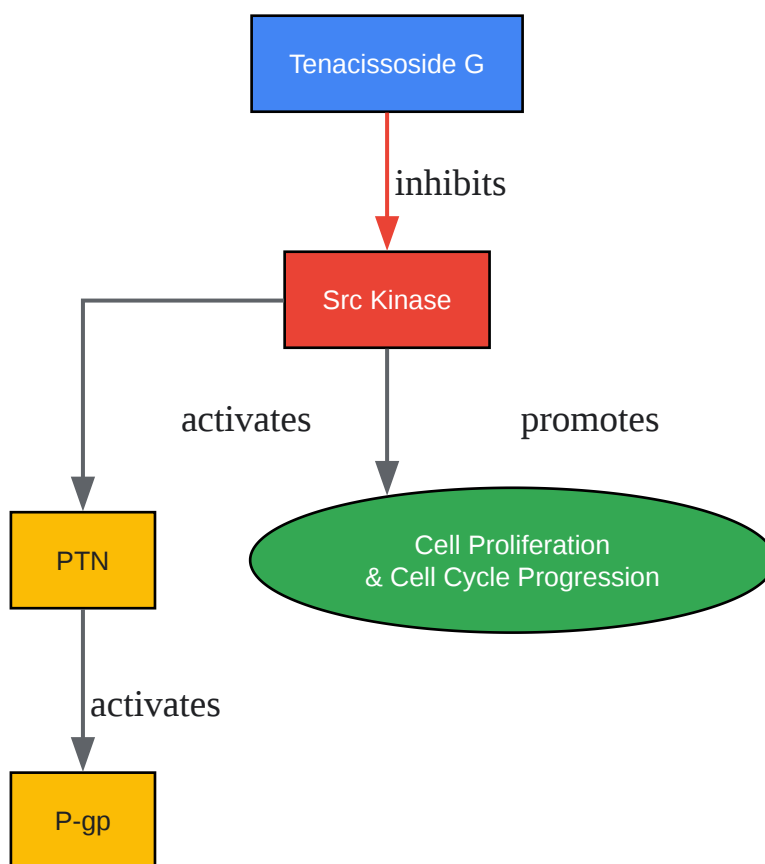 Tenacissoside G
inhibits
Src Kinase
activates
promotes
PTN
Cell Proliferation
& Cell Cycle Progression
activates
P-gp